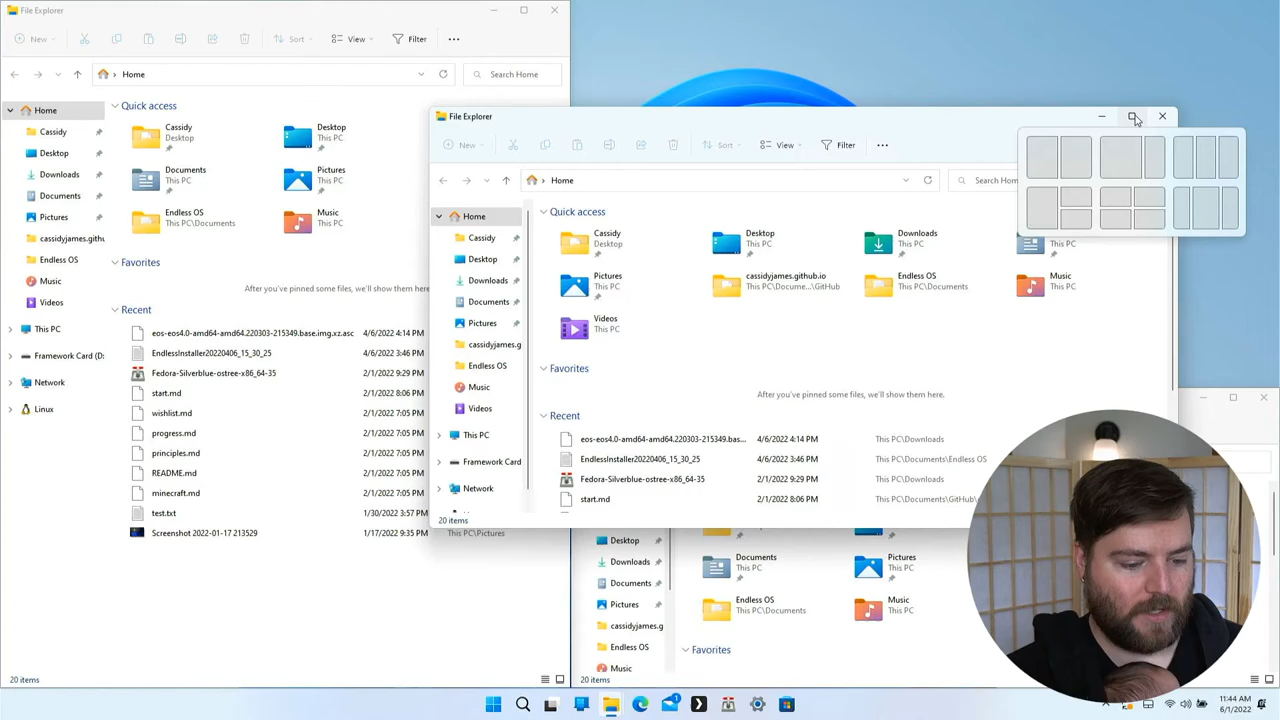 File Explorer
New
Sort
View
Filter
Home
Search Home
Home
Cassidy
Desktop
Downloads
Documents
Pictures
cassidyjames.githu
Endless OS
Music
Videos
This PC
Framework Card (D:
Network
Linux
Quick access
Cassidy
Desktop
Desktop
This PC
Documents
This PC
Pictures
This PC
Endless OS
This PC\Documents
Music
This PC
Favorites
After you've pinned some files, we'll show them here
Recent
eos-eos4.0-amd64-amd64.220303-215349.base.img.xz.asc 4/6/2022 4:14 PM
EndlessInstaller20220406_15_30_25 4/6/2022 3:46 PM
Fedora-Silverblue-ostree-x86_64-35 2/1/2022 9:29 PM
start.md 2/1/2022 8:06 PM
wishlist.md 2/1/2022 7:05 PM
progress.md 2/1/2022 7:05 PM
principles.md 2/1/2022 7:05 PM
README.md 2/1/2022 7:05 PM
minecraft.md 2/1/2022 7:05 PM
test.txt 1/30/2022 3:57 PM
Screenshot 2022-01-17 213529 1/17/2022 9:35 PM This PC\Pictures
20 items
File Explorer
New
Sort
View
Filter
Home
Search Hom
Home
Cassidy
Desktop
Downloads
Documents
Pictures
cassidyjames.g
Endless OS
Music
Videos
This PC
Framework Card
Network
Quick access
Cassidy
Desktop
Desktop
This PC
Downloads
This PC
This PC
Pictures
This PC
cassidyjames.github.io
This PC\Docume...\GitHub
Endless OS
This PC\Documents
Music
This PC
Videos
This PC
Favorites
After you've pinned some files, we'll show them here.
Recent
eos-eos4.0-amd64-amd64.220303-215349.bas... 4/6/2022 4:14 PM This PC\Downloads
EndlessInstaller20220406_15_30_25 4/6/2022 3:46 PM This PC\Documents\Endless OS
Fedora-Silverblue-ostree-x86_64-35 2/1/2022 9:29 PM This PC\Downloads
start.md 2/1/2022 8:06 PM This PC\Documents\GitHub\
20 items
Desktop
Downloads
Documents
Pictures
cassidyjames.g
Endless OS
Music
Documents
This PC
Pictures
This PC
Endless OS
This PC\Documents
Music
This PC
Favorites
20 items
1
11:44 AM
6/1/2022